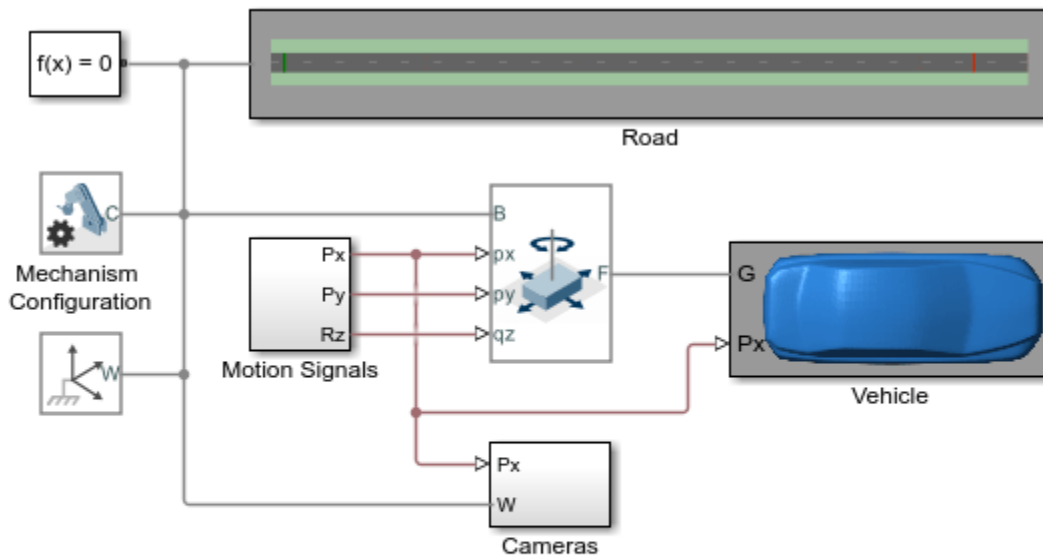 f(x) = 0
Road
C
Mechanism
Configuration
W
Px
Py
Rz
Motion Signals
B
px
py
qz
F
G
Px
Vehicle
Px
W
Cameras